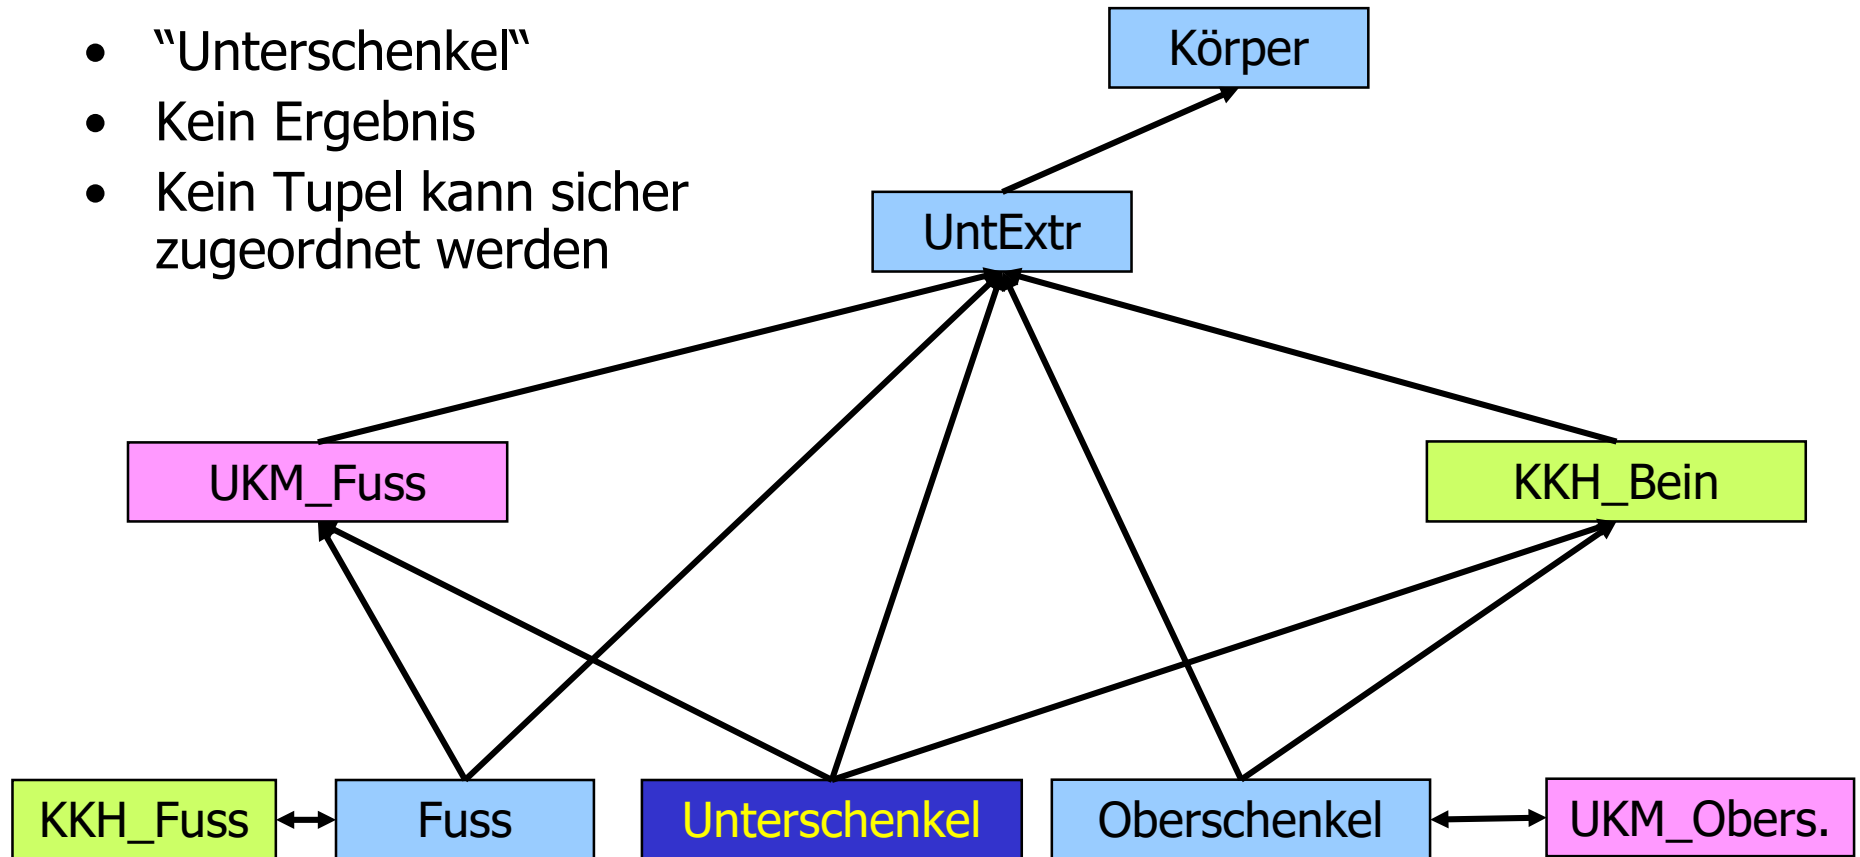 • “Unterschenkel“
• Kein Ergebnis
• Kein Tupel kann sicher
zugeordnet werden
Körper
UntExtr
UKM_Fuss
KKH_Bein
KKH_Fuss
Fuss
Unterschenkel
Oberschenkel
UKM_Obers.